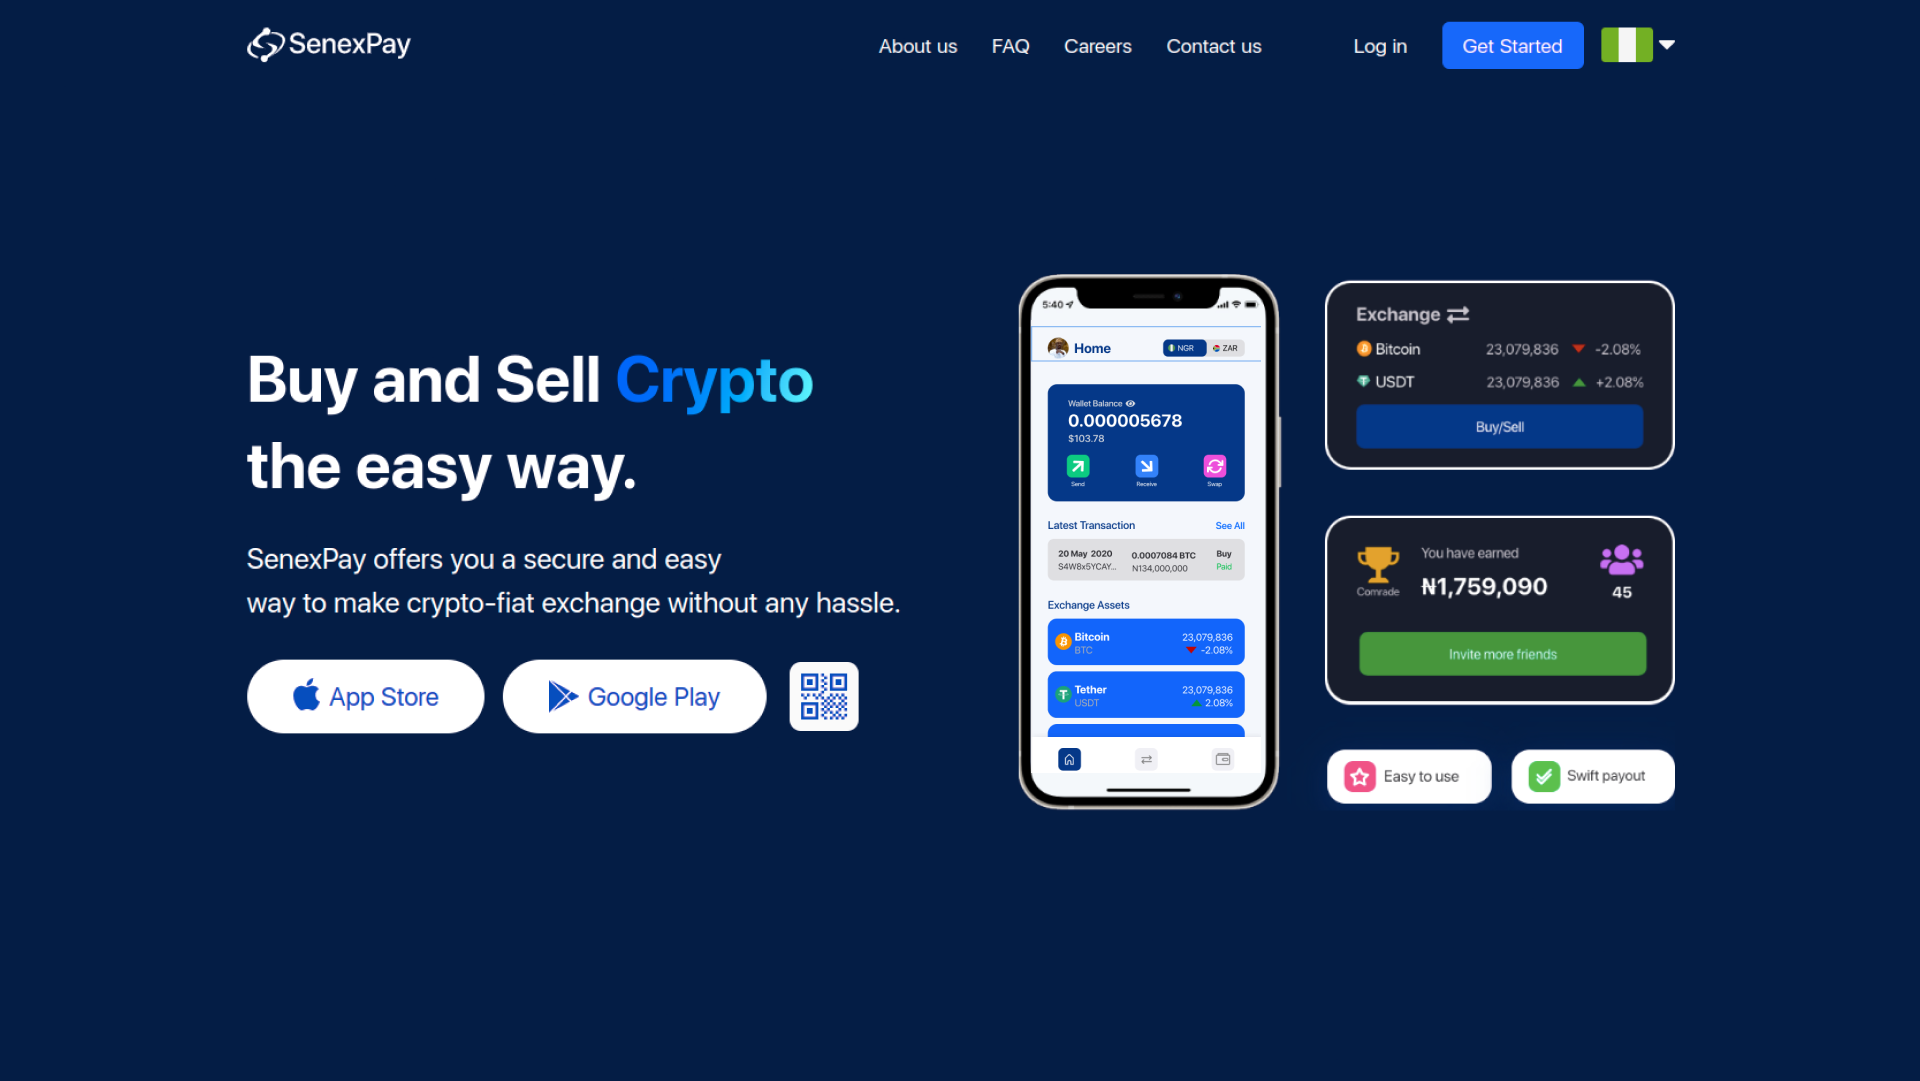 SenexPay
About us
FAQ
Careers
Contact us
Log in
Get Started
Buy and Sell Crypto
the easy way.
SenexPay offers you a secure and easy
way to make crypto-fiat exchange without any hassle.
App Store
Google Play
5:40
Home
NGR
ZAR
Wallet Balance
0.000005678
$103.78
Send
Receive
Swap
Latest Transaction
See All
20 May 2020
0.0007084 BTC
Buy
S4W8x5YCAY...
N134,000,000
Paid
Exchange Assets
Bitcoin
23,079,836
BTC
-2.08%
Tether
23,079,836
USDT
2.08%
Exchange
Bitcoin
23,079,836
-2.08%
USDT
23,079,836
+2.08%
Buy/Sell
You have earned
₦1,759,090
Comrade
45
Invite more friends
Easy to use
Swift payout